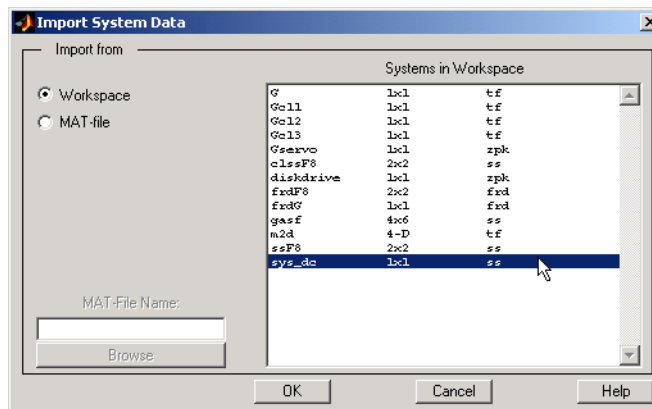 Import System Data
Import from
Systems in Workspace
Workspace
MAT-file
G 1x1 tf
Gcl1 1x1 tf
Gcl2 1x1 tf
Gcl3 1x1 tf
Gservo 1x1 zpk
clssF8 2x2 ss
diskdrive 1x1 zpk
frdF8 2x2 frd
frdG 1x1 frd
gasf 4x6 ss
m2d 4-D tf
ssF8 2x2 ss
sys_dc 1x1 ss
MAT-File Name:
Browse
OK Cancel Help